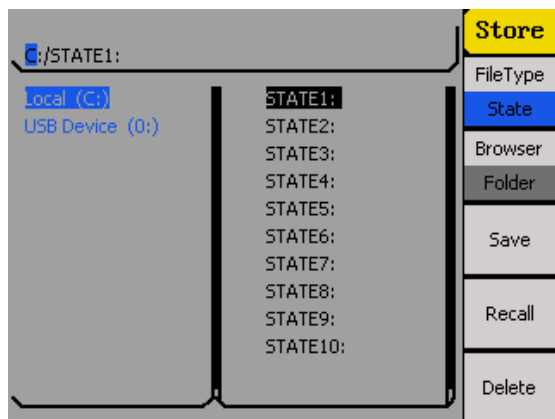 C:/STATE1:
Local (C:)
USB Device (0:)
STATE1:
STATE2:
STATE3:
STATE4:
STATE5:
STATE6:
STATE7:
STATE8:
STATE9:
STATE10:
Store
FileType
State
Browser
Folder
Save
Recall
Delete